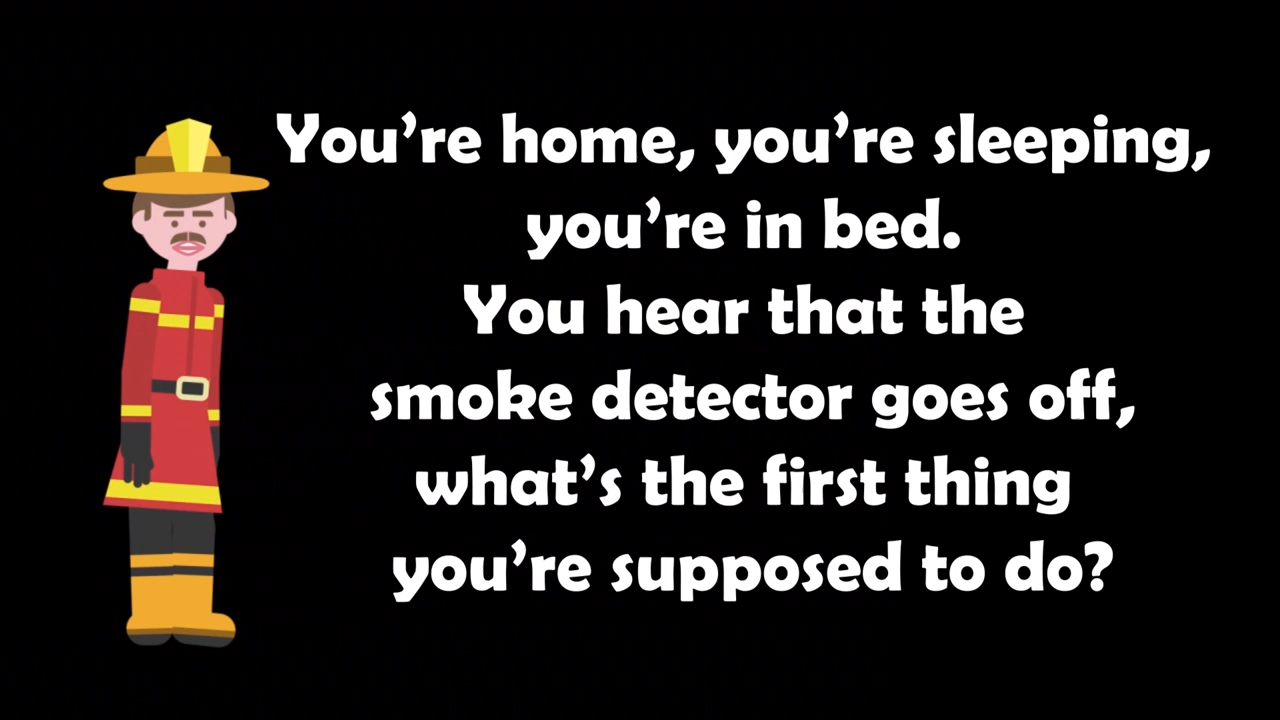 You’re home, you’re sleeping,
you’re in bed.
You hear that the
smoke detector goes off,
what’s the first thing
you’re supposed to do?